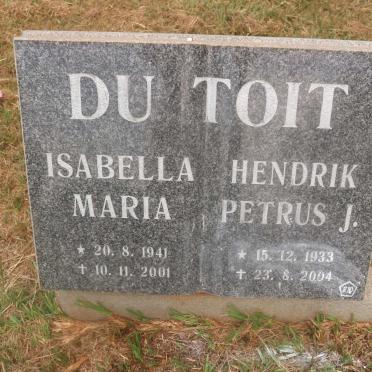 DU TOIT
ISABELLA
MARIA
★ 20. 8. 1941
✝ 10. 11. 2001
HENDRIK
PETRUS J.
★ 15. 12. 1933
✝ 23. 8. 2004